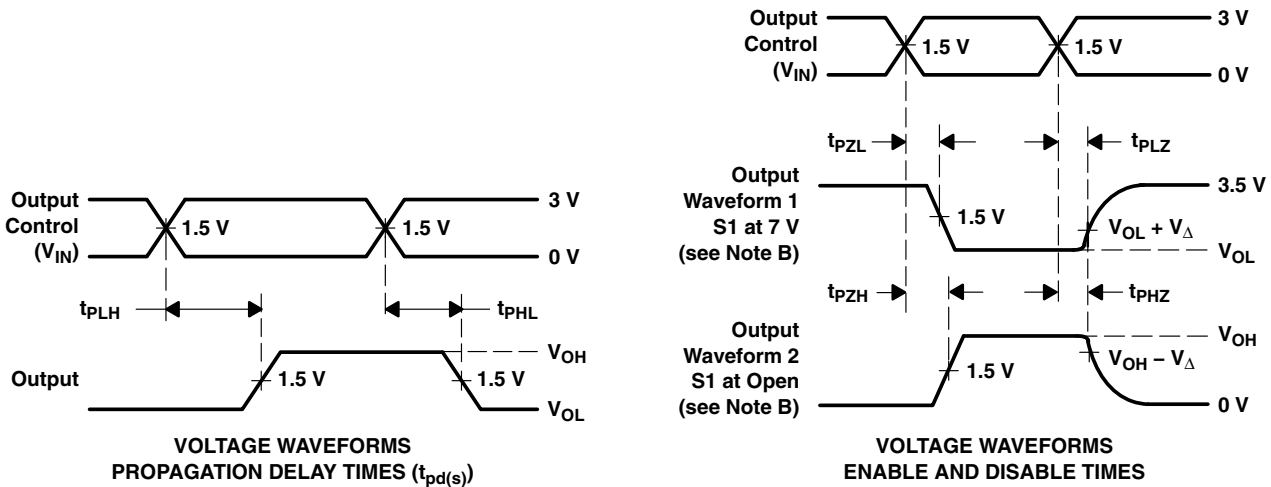 Output
Control
(VIN)
3 V
1.5 V
1.5 V
0 V
tPLH
tPHL
Output
VOH
1.5 V
1.5 V
VOL
VOLTAGE WAVEFORMS
PROPAGATION DELAY TIMES (tpd(s))
Output
Control
(VIN)
3 V
1.5 V
1.5 V
0 V
tPZL
tPLZ
Output
Waveform 1
S1 at 7 V
(see Note B)
3.5 V
1.5 V
VOL + VΔ
VOL
tPZH
tPHZ
Output
Waveform 2
S1 at Open
(see Note B)
VOH
1.5 V
VOH – VΔ
0 V
VOLTAGE WAVEFORMS
ENABLE AND DISABLE TIMES